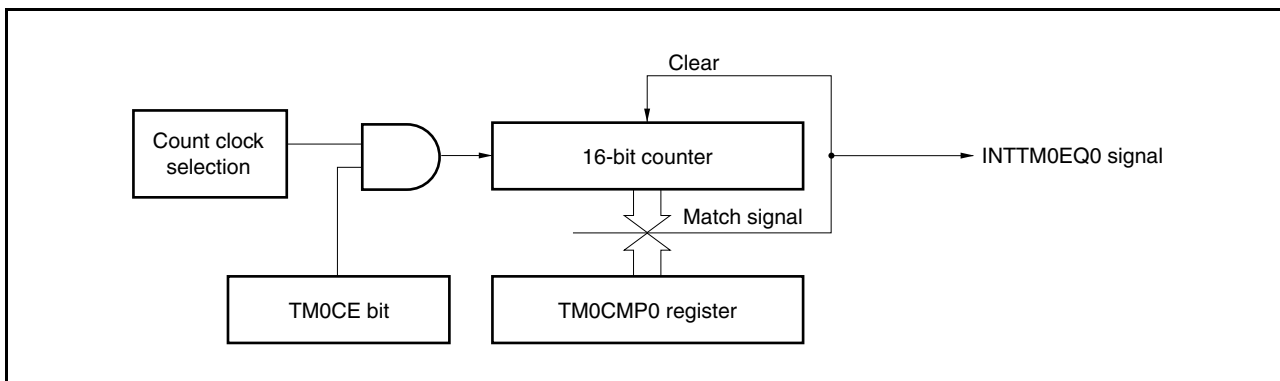 Clear
Count clock
selection
16-bit counter
INTTM0EQ0 signal
Match signal
TM0CE bit
TM0CMP0 register